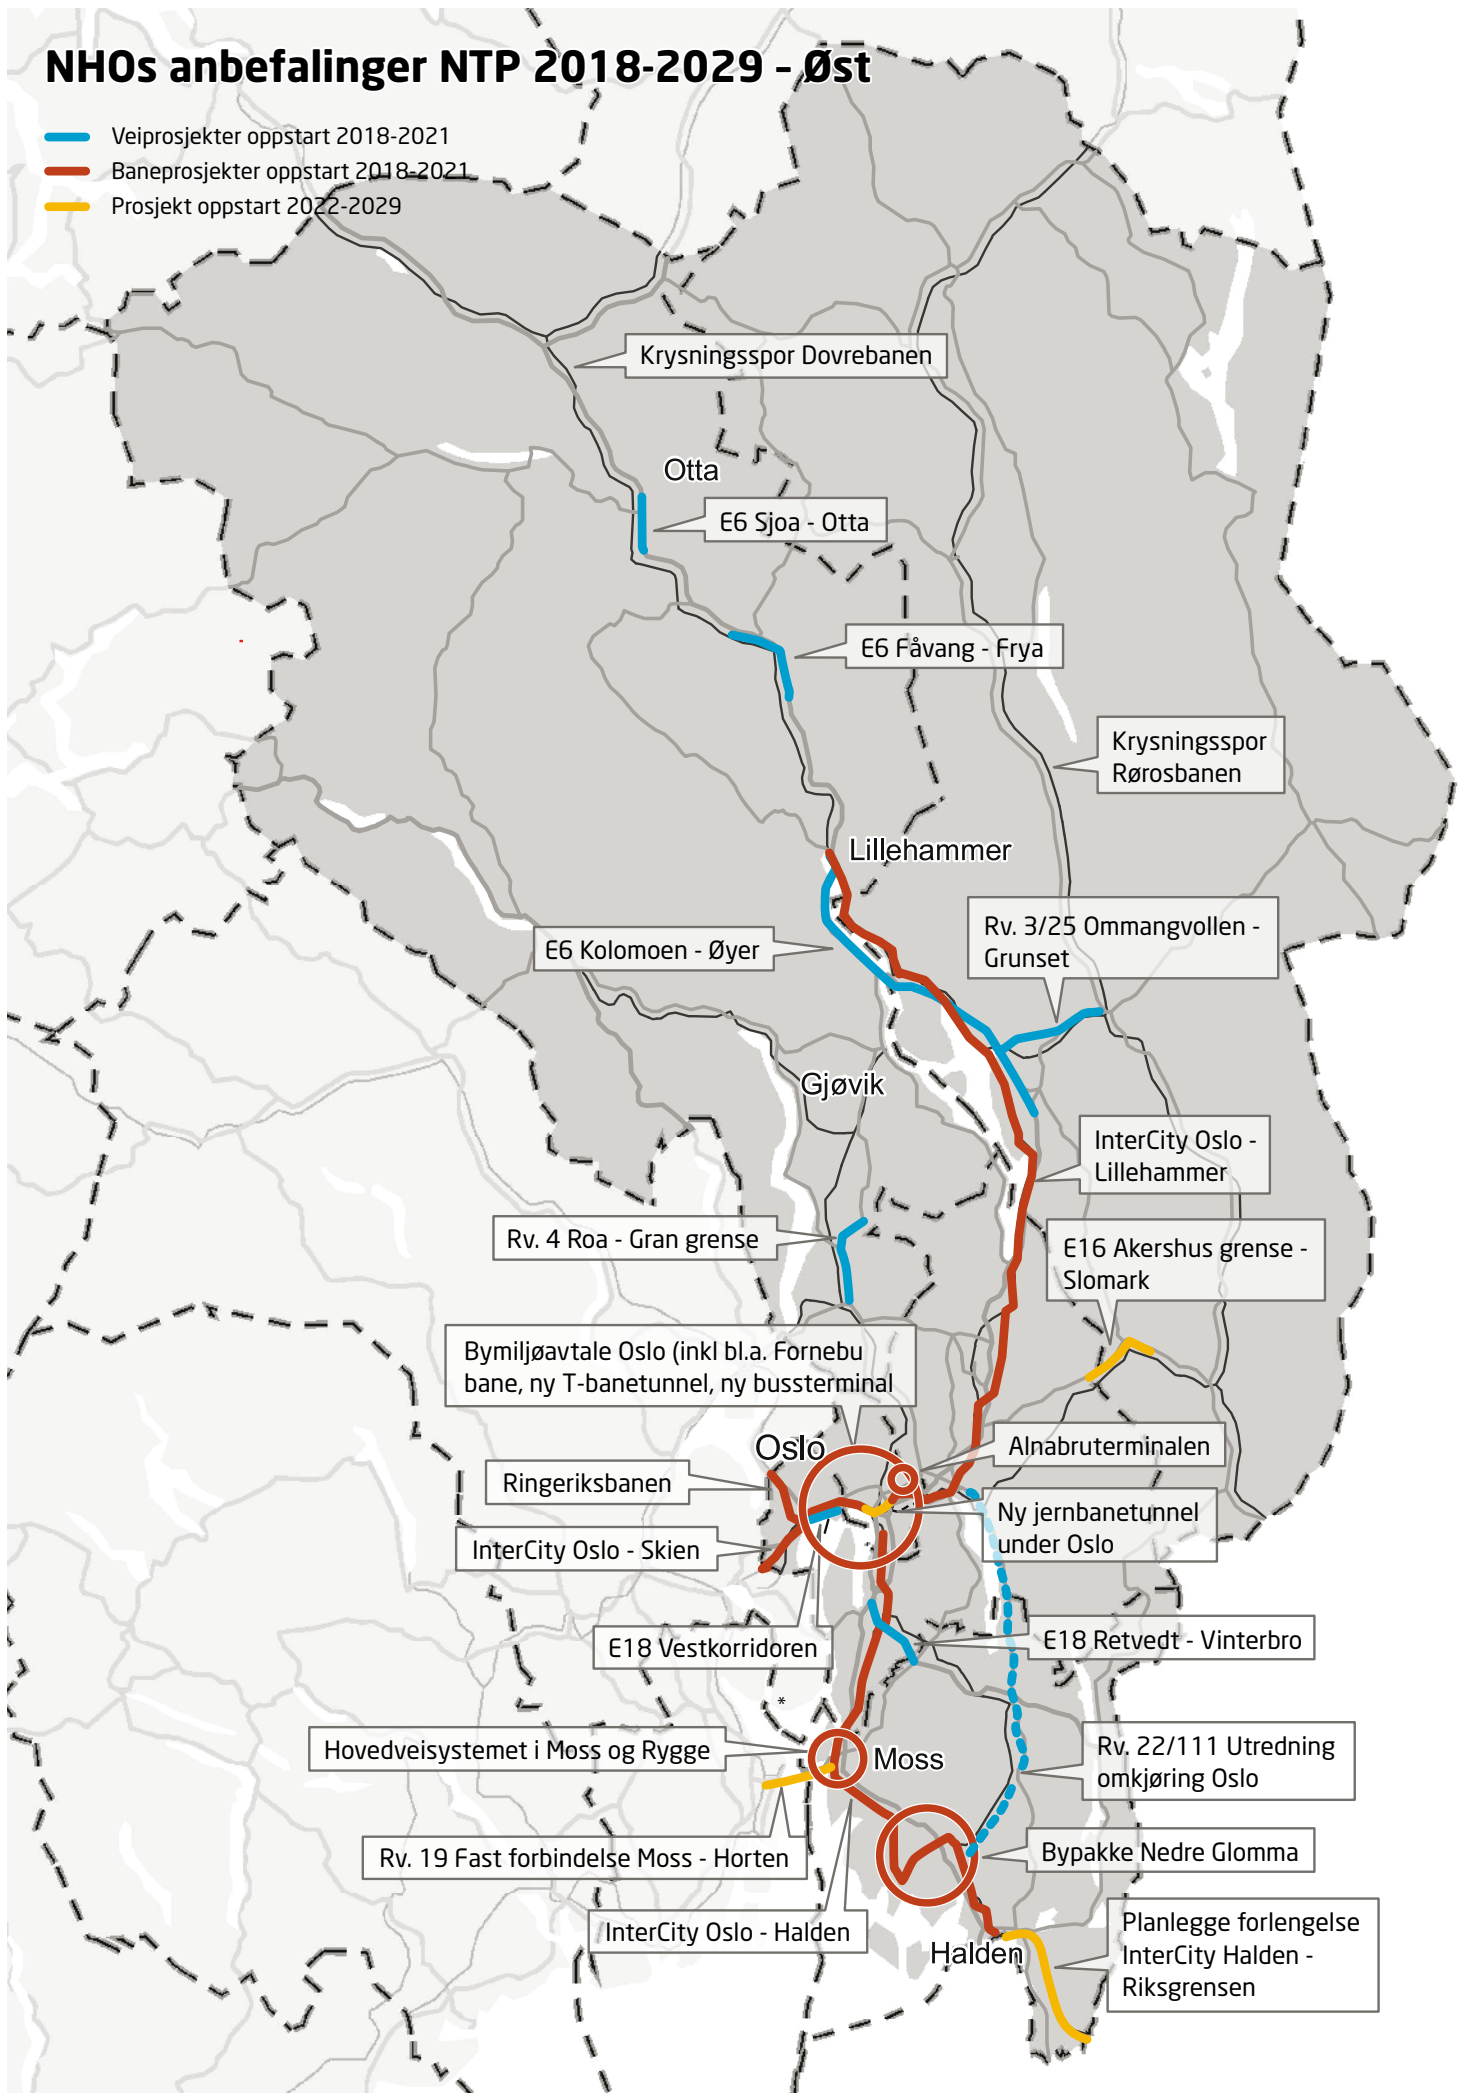 NHOs anbefalinger NTP 2018-2029 - Øst
Veiprosjekter oppstart 2018-2021
Baneprosjekter oppstart 2018-2021
Prosjekt oppstart 2022-2029
Krysningsspor Dovrebanen
Otta
E6 Sjoa - Otta
E6 Fåvang - Frya
Krysningsspor
Rørosbanen
Lillehammer
Rv. 3/25 Ommangvollen -
Grunset
E6 Kolomoen - Øyer
Gjøvik
InterCity Oslo -
Lillehammer
Rv. 4 Roa - Gran grense
E16 Akershus grense -
Slomark
Bymiljøavtale Oslo (inkl bl.a. Fornebu
bane, ny T-banetunnel, ny bussterminal
Oslo
Alnabruterminalen
Ringeriksbanen
Ny jernbanetunnel
under Oslo
InterCity Oslo - Skien
E18 Vestkorridoren
E18 Retvedt - Vinterbro
*
Hovedveisystemet i Moss og Rygge
Moss
Rv. 22/111 Utredning
omkjøring Oslo
Rv. 19 Fast forbindelse Moss - Horten
Bypakke Nedre Glomma
InterCity Oslo - Halden
Halden
Planlegge forlengelse
InterCity Halden -
Riksgrensen